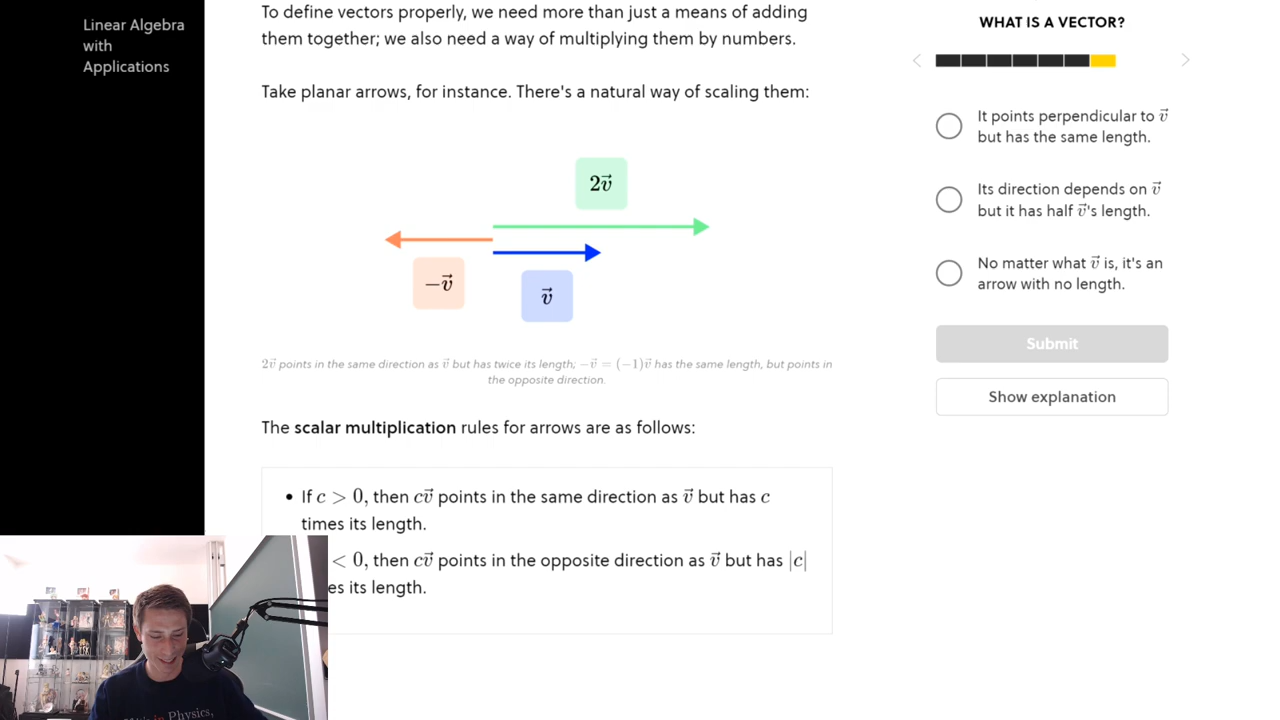 Linear Algebra
with
Applications
To define vectors properly, we need more than just a means of adding
them together; we also need a way of multiplying them by numbers.
Take planar arrows, for instance. There's a natural way of scaling them:
2v⃗
−v⃗
v⃗
2v⃗ points in the same direction as v⃗ but has twice its length; −v⃗ = (−1)v⃗ has the same length, but points in
the opposite direction.
The scalar multiplication rules for arrows are as follows:
• If c > 0, then cv⃗ points in the same direction as v⃗ but has c
times its length.
< 0, then cv⃗ points in the opposite direction as v⃗ but has |c|
es its length.
WHAT IS A VECTOR?
It points perpendicular to v⃗
but has the same length.
Its direction depends on v⃗
but it has half v⃗'s length.
No matter what v⃗ is, it's an
arrow with no length.
Submit
Show explanation
in Physics,